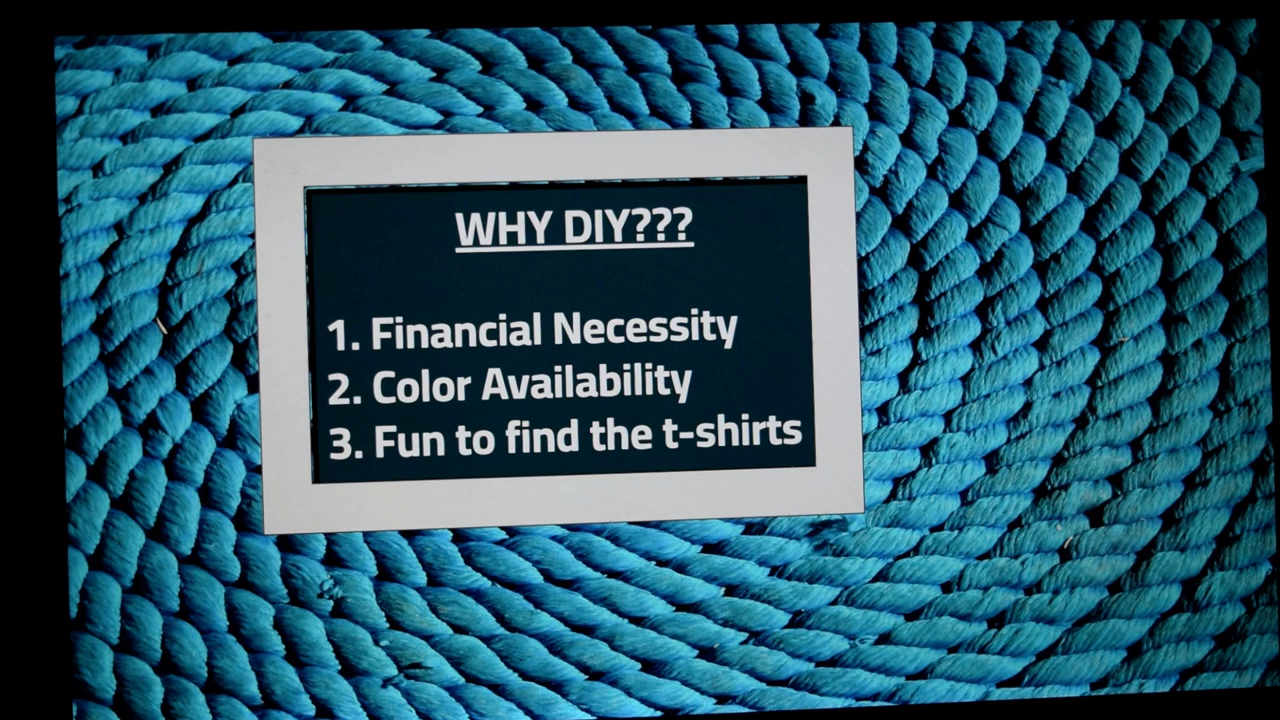 WHY DIY???
1. Financial Necessity
2. Color Availability
3. Fun to find the t-shirts